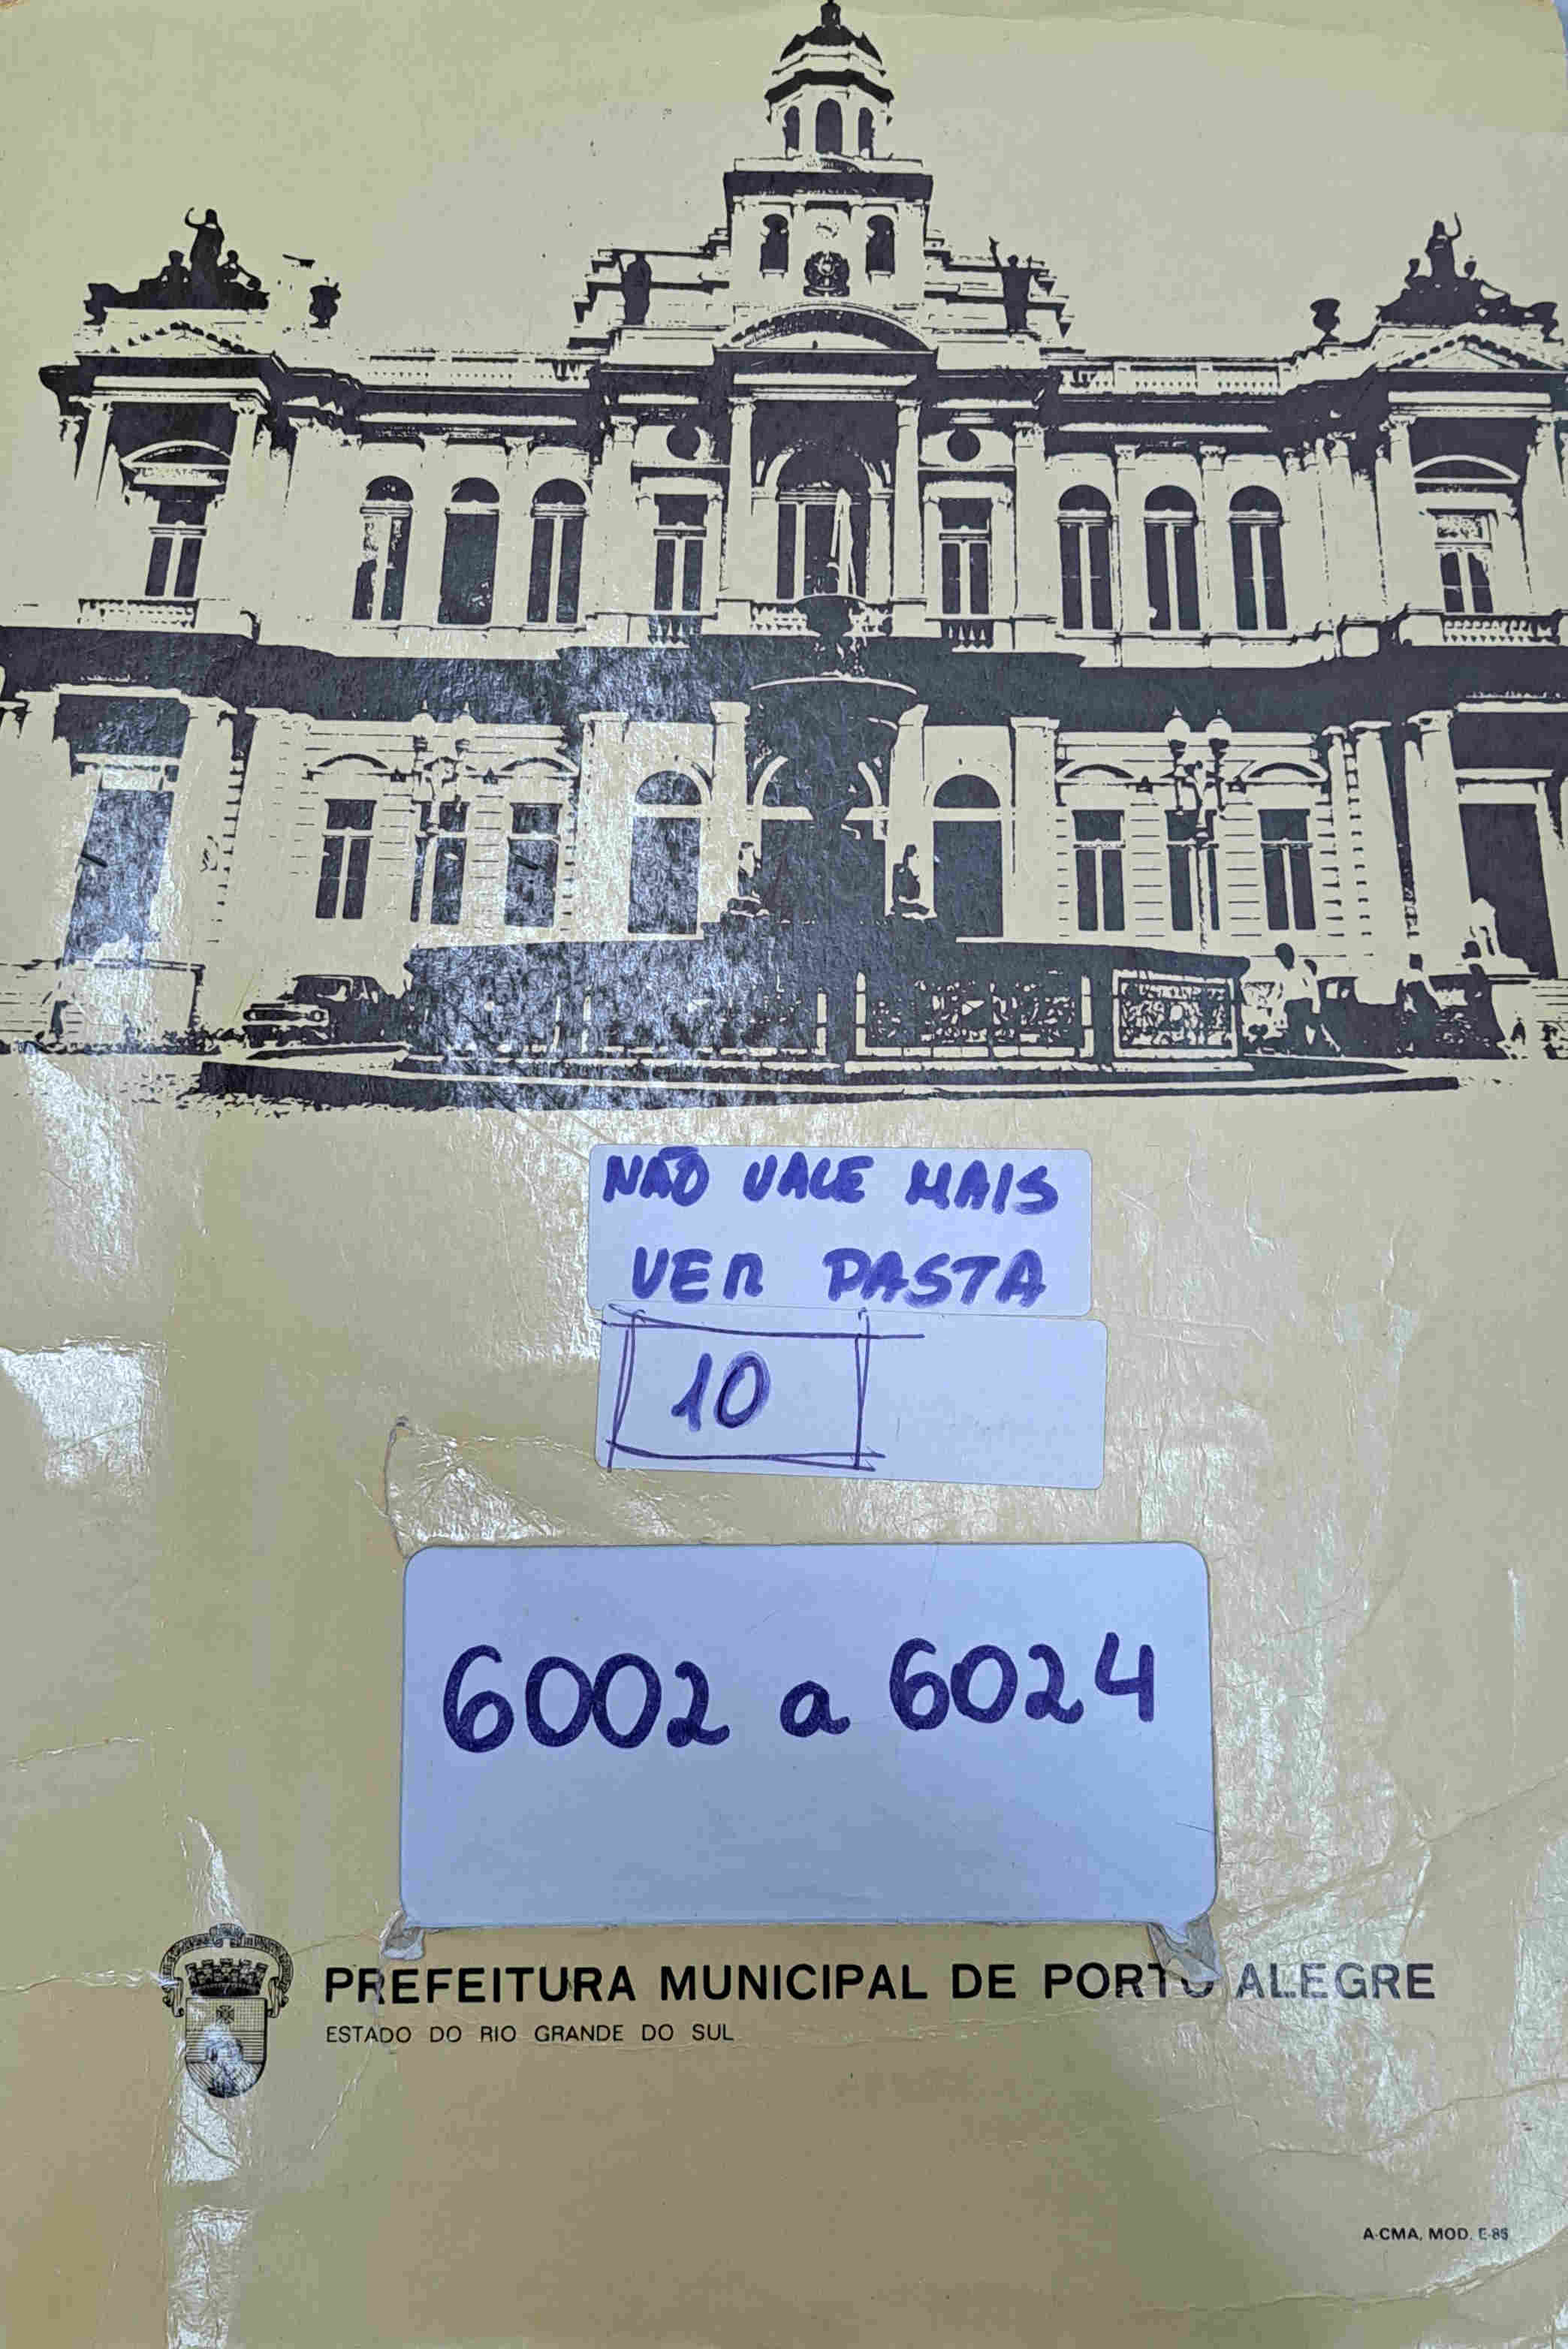 NÃO VALE MAIS
VER PASTA
10
6002 a 6024
PREFEITURA MUNICIPAL DE PORTO ALEGRE
ESTADO DO RIO GRANDE DO SUL
A-CMA. MOD. E-85